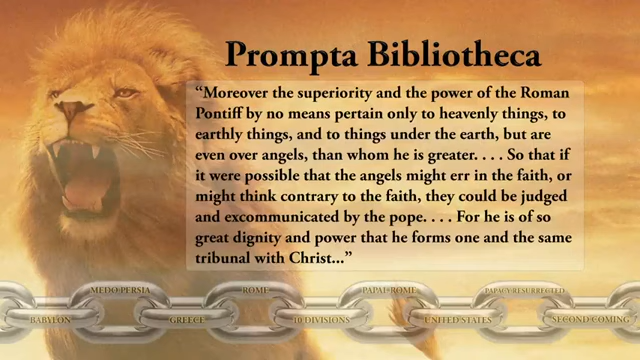 Prompta Bibliotheca
“Moreover the superiority and the power of the Roman
Pontiff by no means pertain only to heavenly things, to
earthly things, and to things under the earth, but are
even over angels, than whom he is greater. . . . So that if
it were possible that the angels might err in the faith, or
might think contrary to the faith, they could be judged
and excommunicated by the pope. . . . For he is of so
great dignity and power that he forms one and the same
tribunal with Christ...”
MEDO-PERSIA ROME PAPAL-ROME PAPACY RESURRECTED
BABYLON GREECE 10 DIVISIONS UNITED STATES SECOND COMING